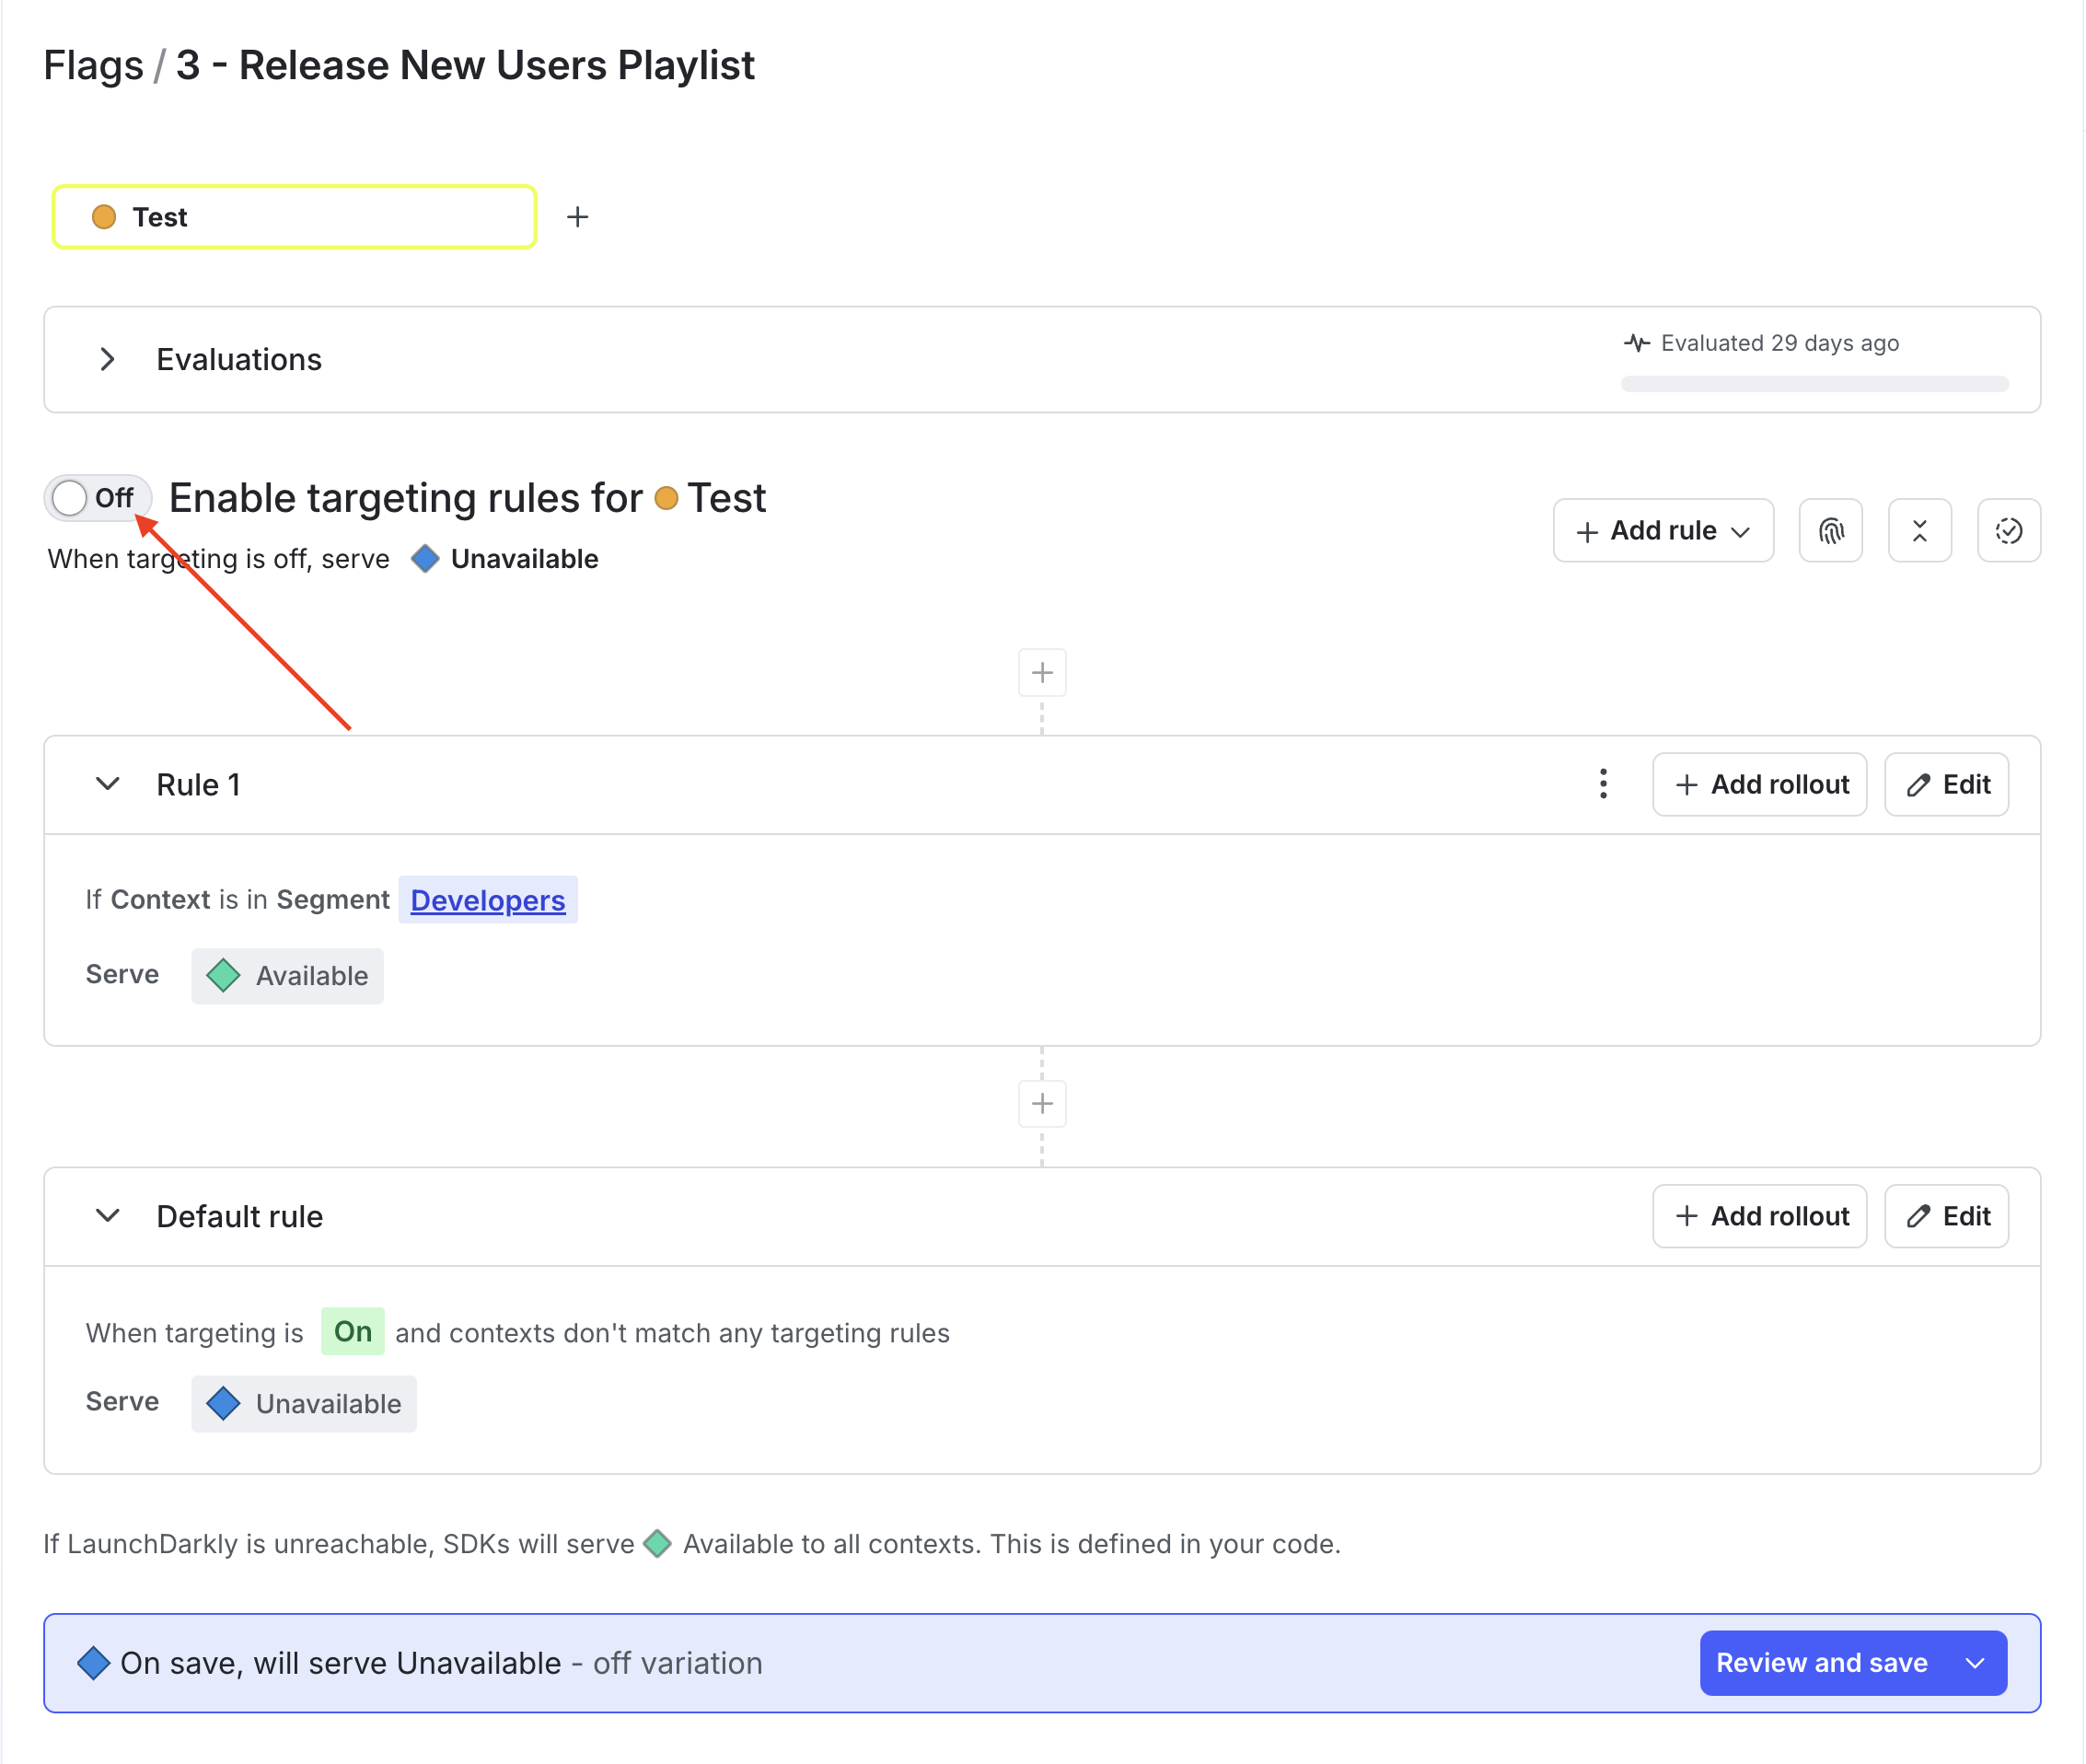 Flags / 3 - Release New Users Playlist
Test
Evaluations
Evaluated 29 days ago
Off Enable targeting rules for Test
When targeting is off, serve Unavailable
Add rule
Rule 1
Add rollout
Edit
If Context is in Segment Developers
Serve Available
Default rule
Add rollout
Edit
When targeting is On and contexts don't match any targeting rules
Serve Unavailable
If LaunchDarkly is unreachable, SDKs will serve Available to all contexts. This is defined in your code.
On save, will serve Unavailable - off variation
Review and save